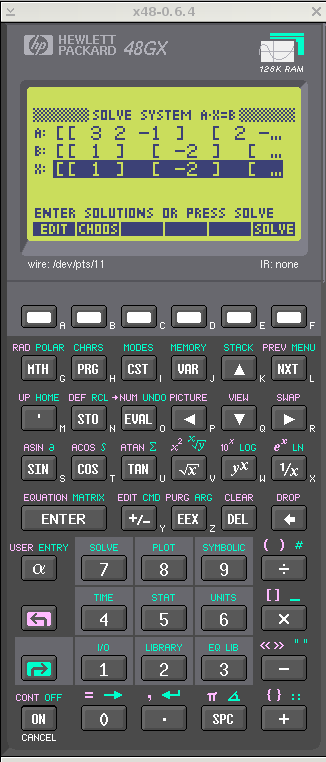 x48-0.6.4
hp HEWLETT PACKARD 48GX
128K RAM
SOLVE SYSTEM A·X=B
A: [[ 3 2 -1 ] [ 2 -…
B: [[ 1 ] [ -2 ] [ …
X: [[ 1 ] [ -2 ] [ …
ENTER SOLUTIONS OR PRESS SOLVE
EDIT CHOOS SOLVE
wire: /dev/pts/11 IR: none
A B C D E F
RAD POLAR CHARS MODES MEMORY STACK PREV MENU
MTH G PRG H CST I VAR J ▲ K NXT L
UP HOME DEF RCL →NUM UNDO PICTURE VIEW SWAP
' M STO N EVAL O ◀ P ▼ Q ▶ R
ASIN ∂ ACOS ∫ ATAN Σ x² ˣ√y 10ˣ LOG eˣ LN
SIN S COS T TAN U √x V yˣ W 1/x X
EQUATION MATRIX EDIT CMD PURG ARG CLEAR DROP
ENTER +/− Y EEX Z DEL ←
USER ENTRY SOLVE PLOT SYMBOLIC ( ) #
α 7 8 9 ÷
TIME STAT UNITS [ ] _
4 5 6 ×
I/O LIBRARY EQ LIB «» " "
1 2 3 −
CONT OFF = → , ↵ π ∡ { } ::
ON 0 . SPC +
CANCEL